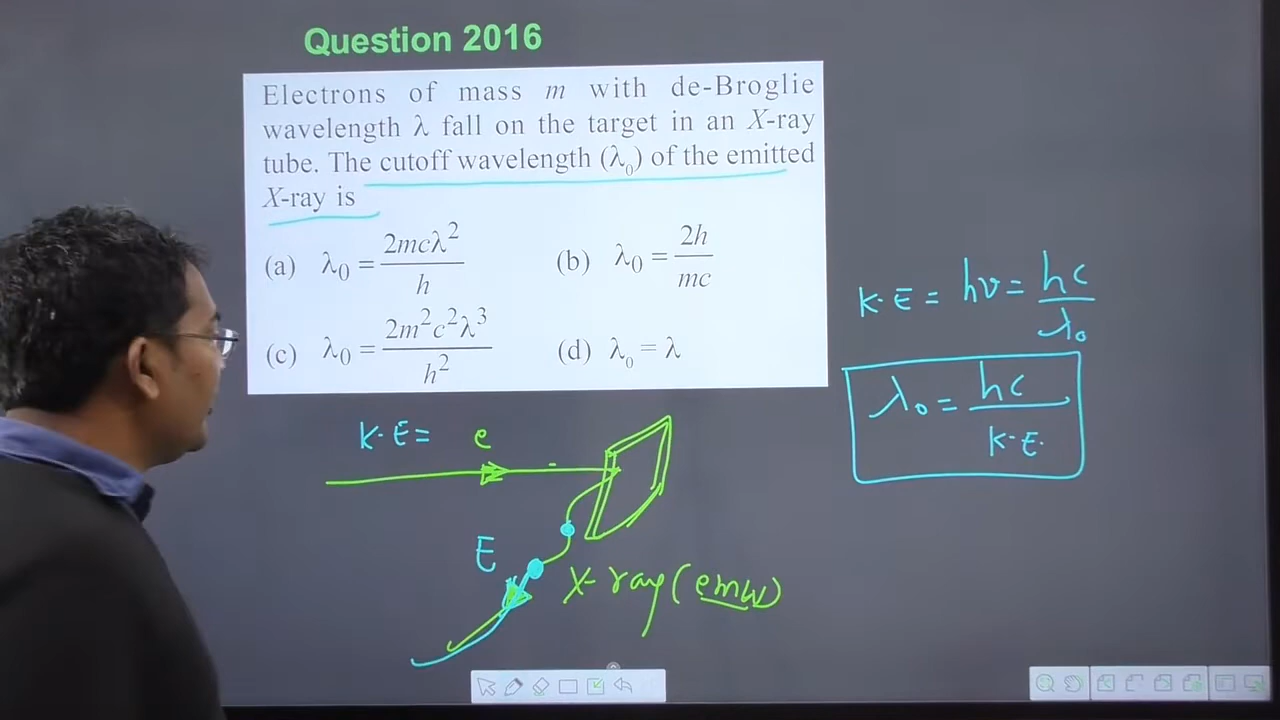 Question 2016
Electrons of mass m with de-Broglie
wavelength λ fall on the target in an X-ray
tube. The cutoff wavelength (λ₀) of the emitted
X-ray is
(a) λ₀ = 2mcλ²/h (b) λ₀ = 2h/mc
(c) λ₀ = 2m²c²λ³/h² (d) λ₀ = λ
K·E = hν = hc/λ₀
λ₀ = hc/K·E.
K·E = e
E
X-ray (emw)